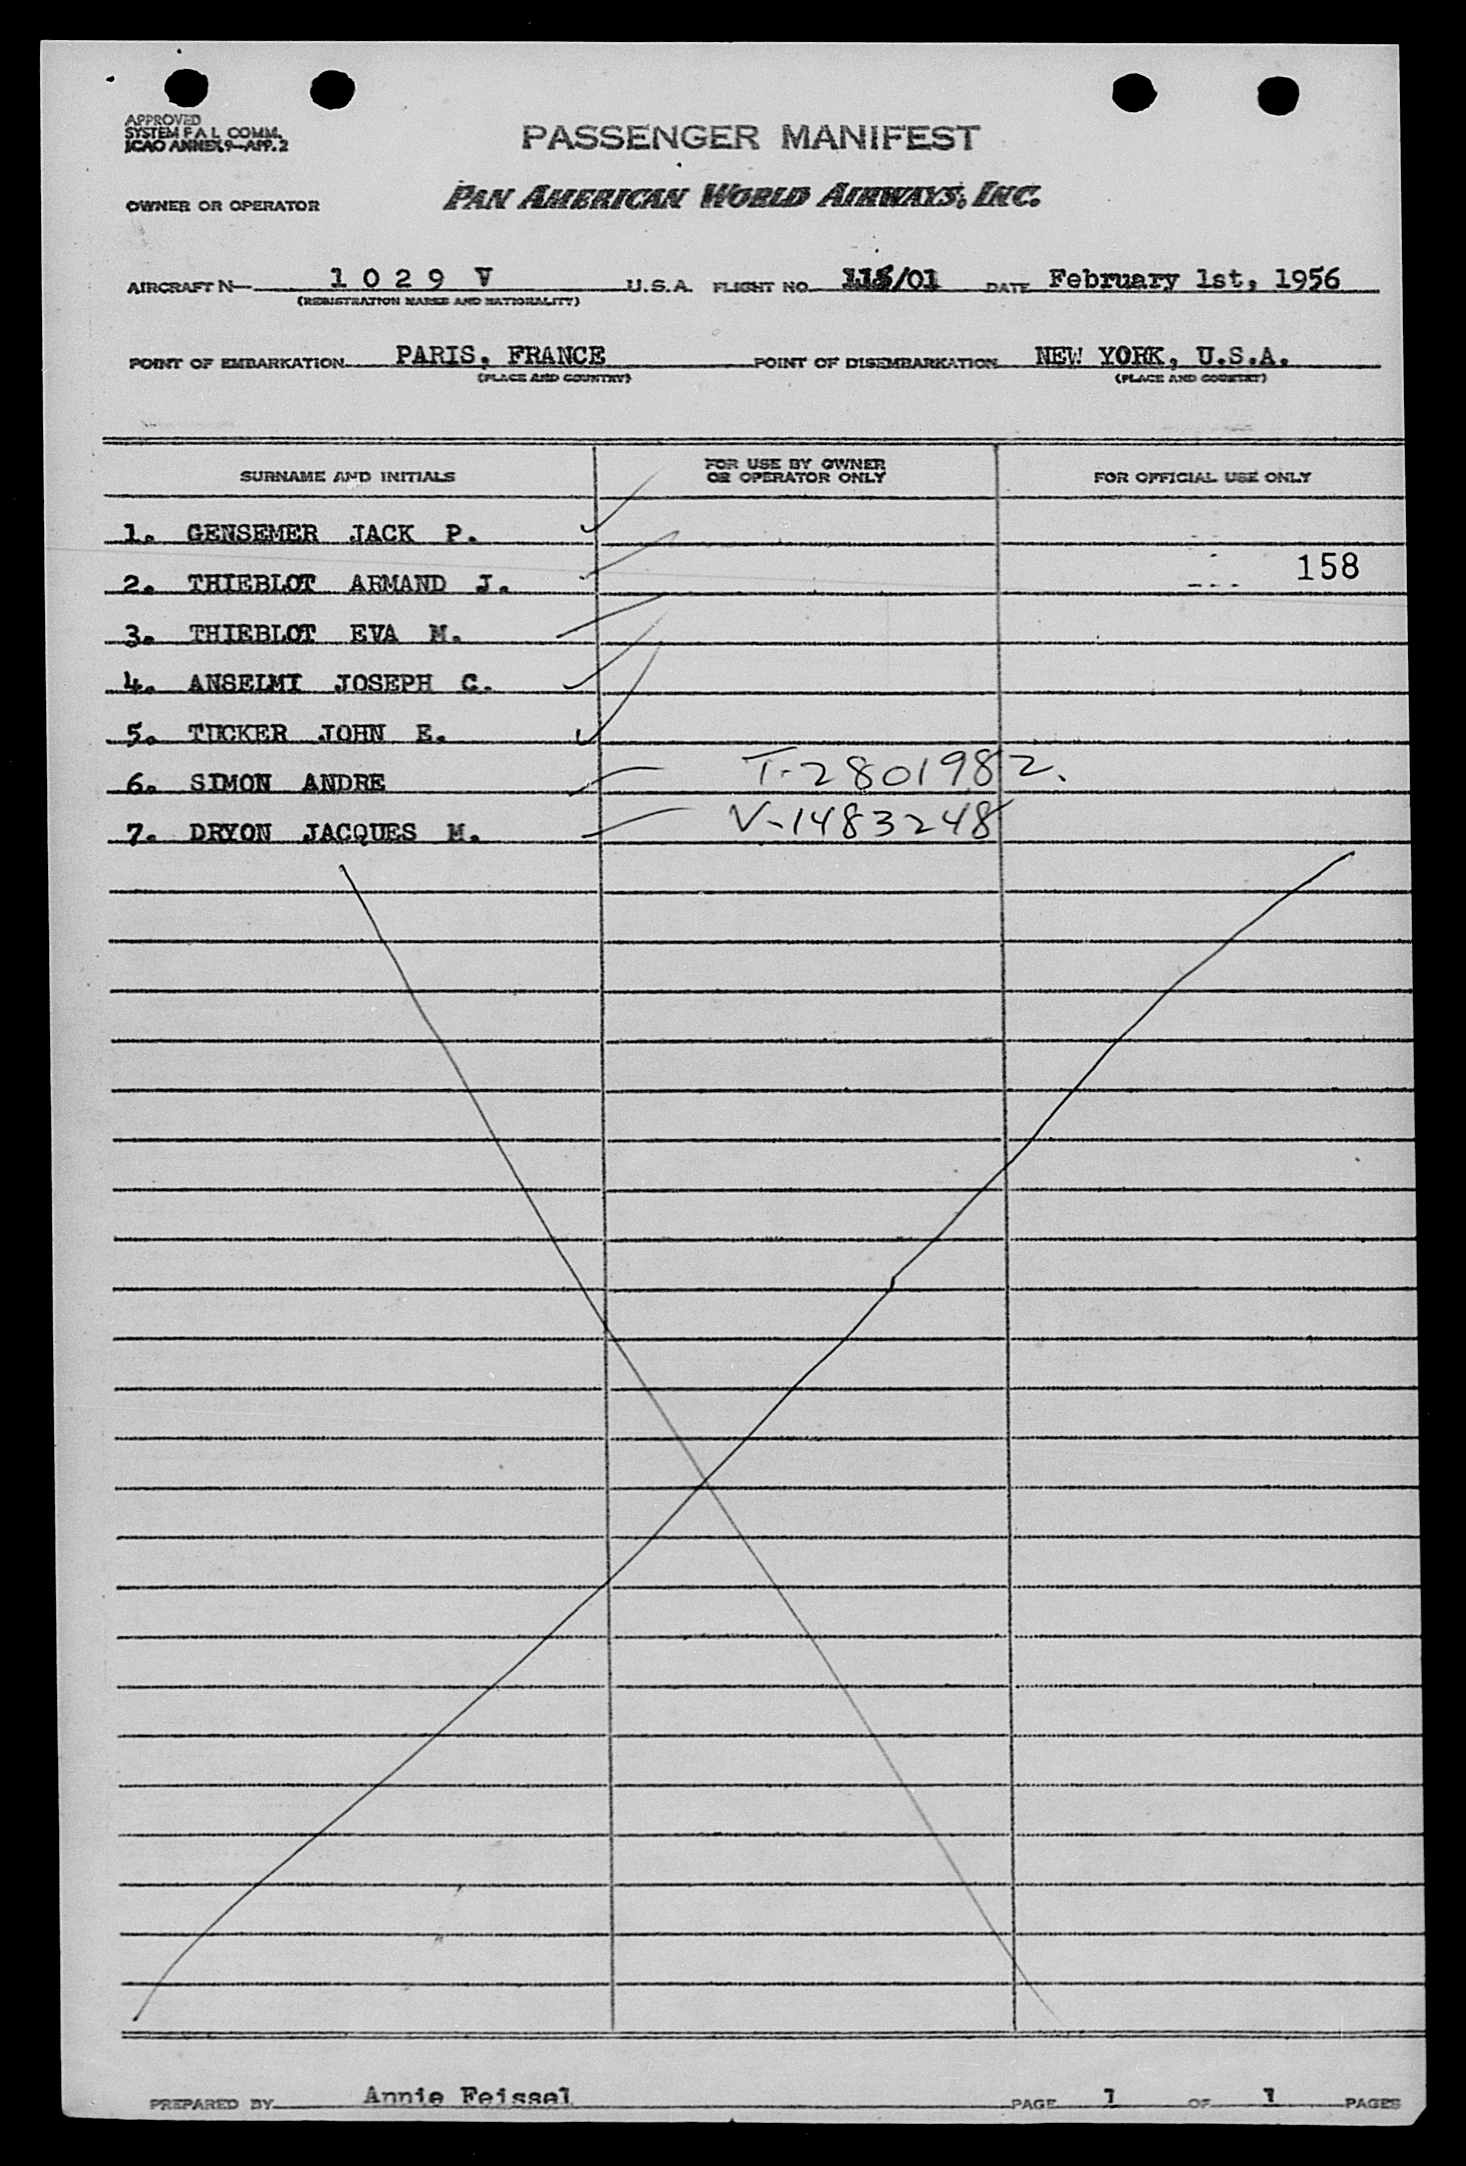 APPROVED
SYSTEM F A L COMM.
ICAO ANNEX 9—APP. 2
PASSENGER MANIFEST
OWNER OR OPERATOR PAN AMERICAN WORLD AIRWAYS, INC.
AIRCRAFT N— 1 0 2 9 V U.S.A. FLIGHT NO. /01 DATE February 1st, 1956
(REGISTRATION MARKS AND NATIONALITY)
POINT OF EMBARKATION PARIS, FRANCE POINT OF DISEMBARKATION NEW YORK, U.S.A.
(PLACE AND COUNTRY) (PLACE AND COUNTRY)
SURNAME AND INITIALS FOR USE BY OWNER OR OPERATOR ONLY FOR OFFICIAL USE ONLY
1. GENSEMER JACK P.
158
2. THIEBLOT ARMAND J.
3. THIEBLOT EVA M.
4. ANSELMI JOSEPH C.
5. TUCKER JOHN E.
6. SIMON ANDRE T-2801982.
7. DRYON JACQUES M. V-1483248
PREPARED BY Annie Feissel PAGE 1 OF 1 PAGES